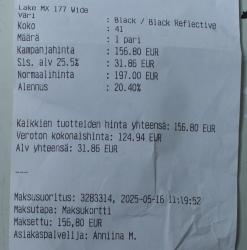 Lake MX 177 Wide
Väri : Black / Black Reflective
Koko : 41
Määrä : 1 pari
Kampanjahinta : 156.80 EUR
Sis. alv 25.5% : 31.86 EUR
Normaalihinta : 197.00 EUR
Alennus : 20.40%
Kaikkien tuotteiden hinta yhteensä: 156.80 EUR
Veroton kokonaishinta: 124.94 EUR
Alv yhteensä: 31.86 EUR
---
Maksusuoritus: 3283314, 2025-05-16 11:19:52
Maksutapa: Maksukortti
Maksettu: 156,80 EUR
Asiakaspalvelija: Anniina M.